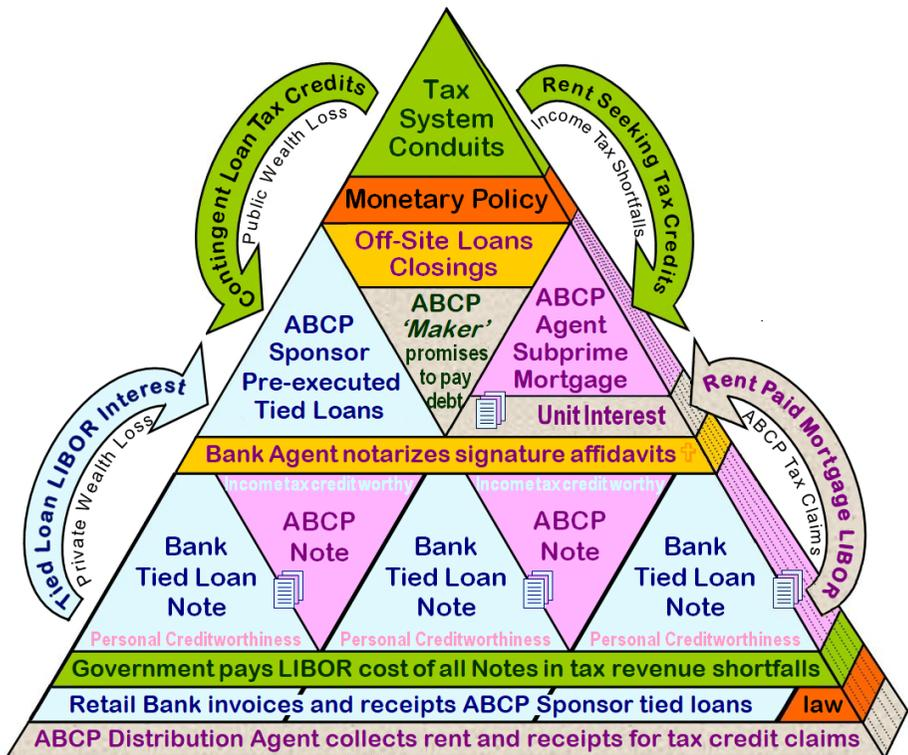 Tax
System
Conduits
Contingent Loan Tax Credits
Public Wealth Loss
Rent Seeking Tax Credits
Income Tax Shortfalls
Monetary Policy
Off-Site Loans
Closings
ABCP
Sponsor
Pre-executed
Tied Loans
ABCP
'Maker'
promises
to pay
debt
ABCP
Agent
Subprime
Mortgage
Unit Interest
Tied Loan LIBOR Interest
Private Wealth Loss
Rent Paid Mortgage LIBOR
ABCP Tax Claims
Bank Agent notarizes signature affidavits
Incometaxcreditworthy
Incometaxcreditworthy
ABCP
Note
ABCP
Note
Bank
Tied Loan
Note
Bank
Tied Loan
Note
Bank
Tied Loan
Note
Personal Creditworthiness
Personal Creditworthiness
Personal Creditworthiness
Government pays LIBOR cost of all Notes in tax revenue shortfalls
Retail Bank invoices and receipts ABCP Sponsor tied loans
law
ABCP Distribution Agent collects rent and receipts for tax credit claims